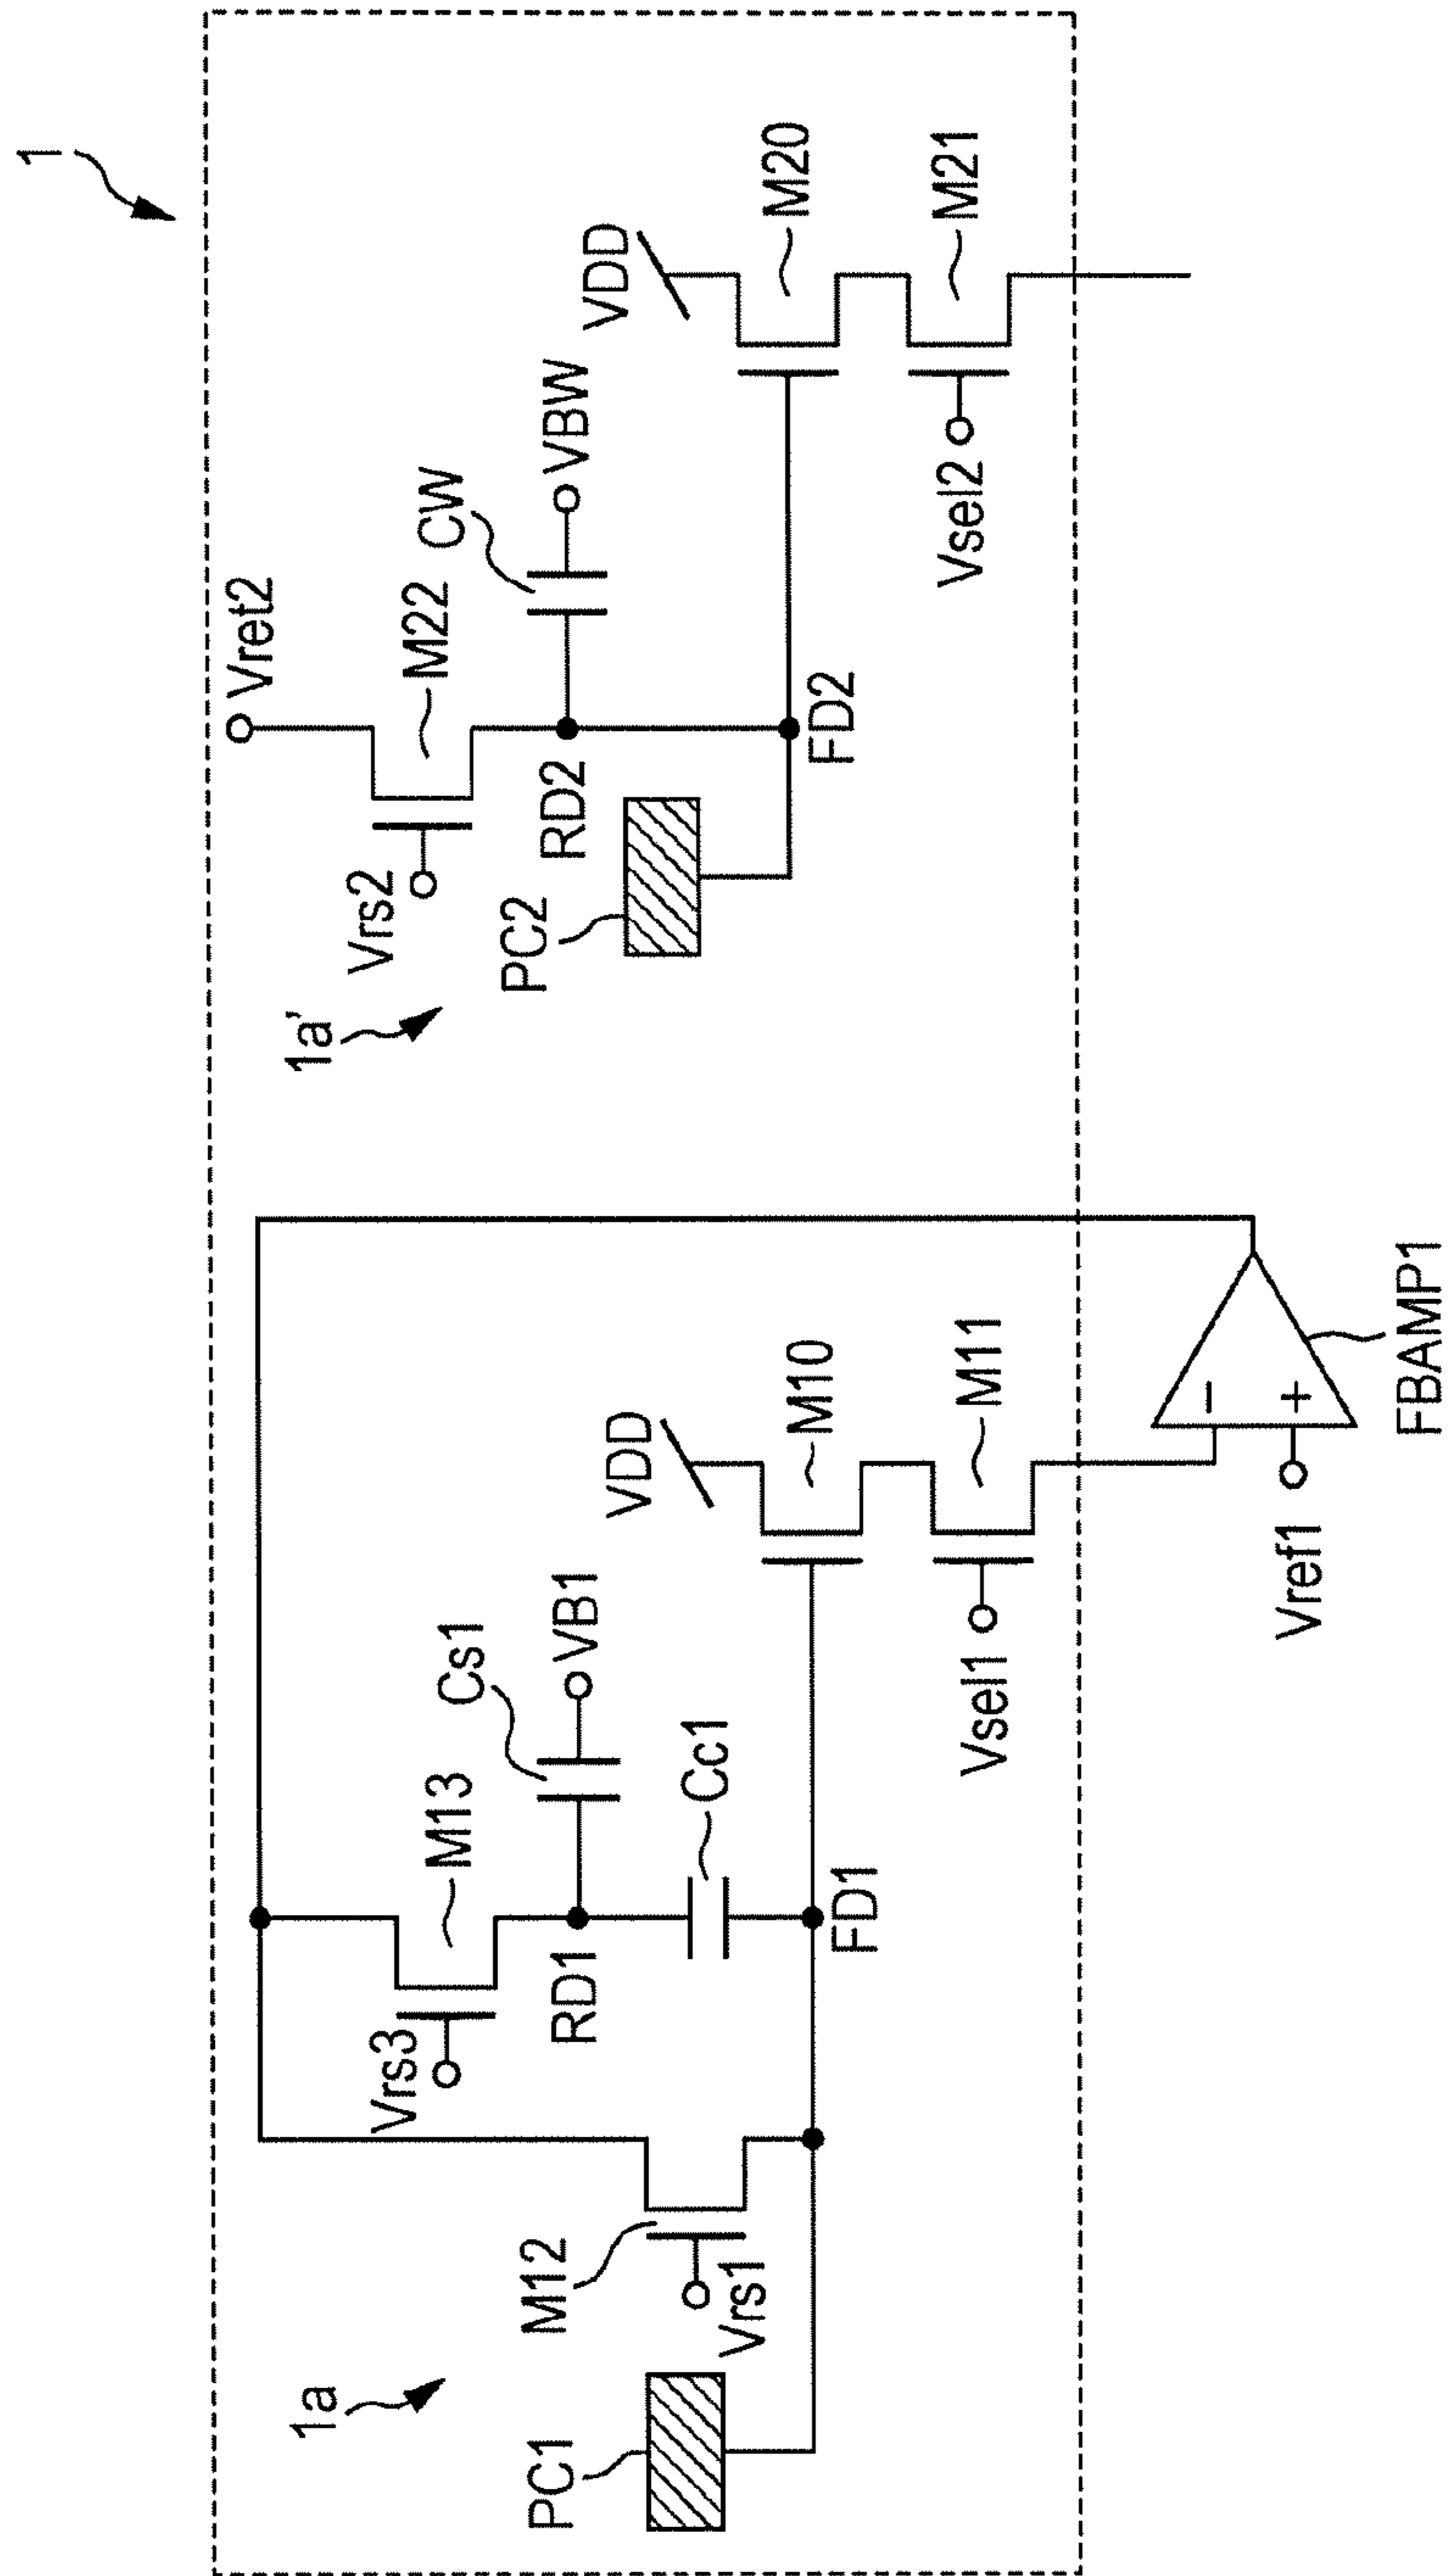 1
1a
PC1
M12
Vrs1
Vrs3
M13
RD1
Cs1
VB1
Cc1
FD1
VDD
M10
M11
Vsel1
Vref1
−
+
FBAMP1
1a'
PC2
Vrs2
Vret2
M22
RD2
CW
VBW
FD2
VDD
M20
M21
Vsel2